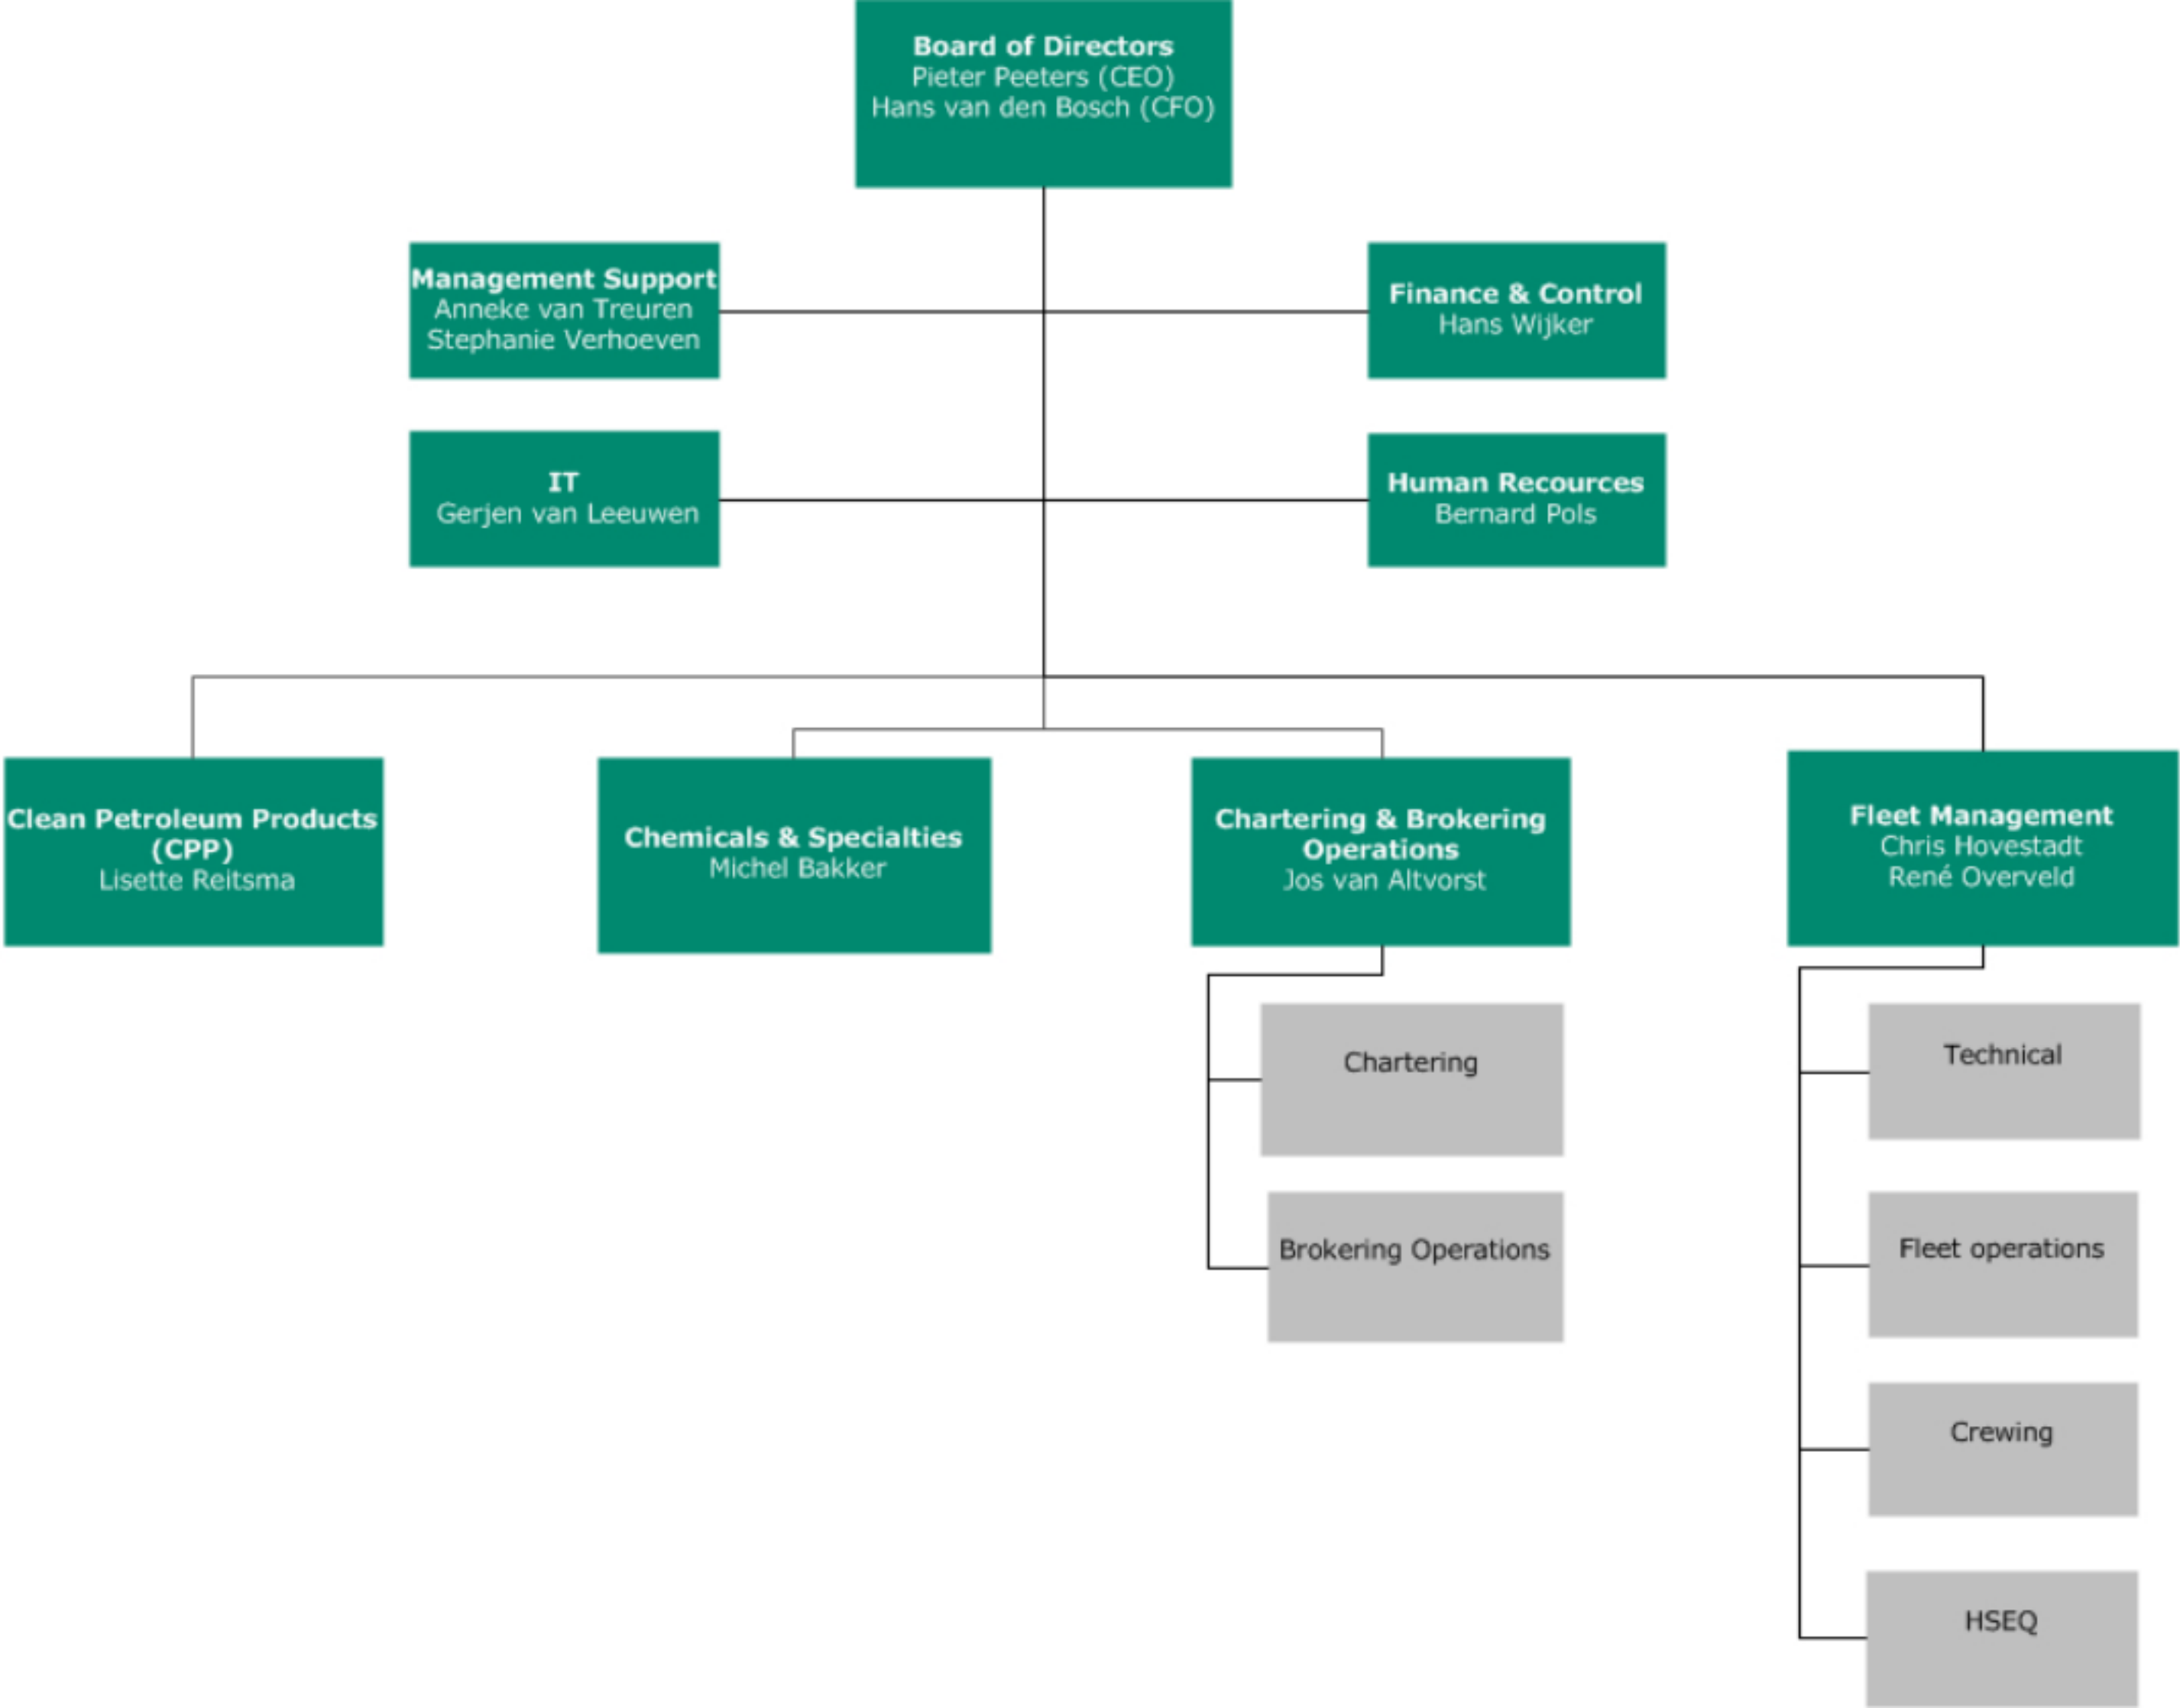 Board of Directors
Pieter Peeters (CEO)
Hans van den Bosch (CFO)
Management Support
Anneke van Treuren
Stephanie Verhoeven
Finance & Control
Hans Wijker
IT
Gerjen van Leeuwen
Human Recources
Bernard Pols
Clean Petroleum Products
(CPP)
Lisette Reitsma
Chemicals & Specialties
Michel Bakker
Chartering & Brokering
Operations
Jos van Altvorst
Fleet Management
Chris Hovestadt
René Overveld
Chartering
Brokering Operations
Technical
Fleet operations
Crewing
HSEQ